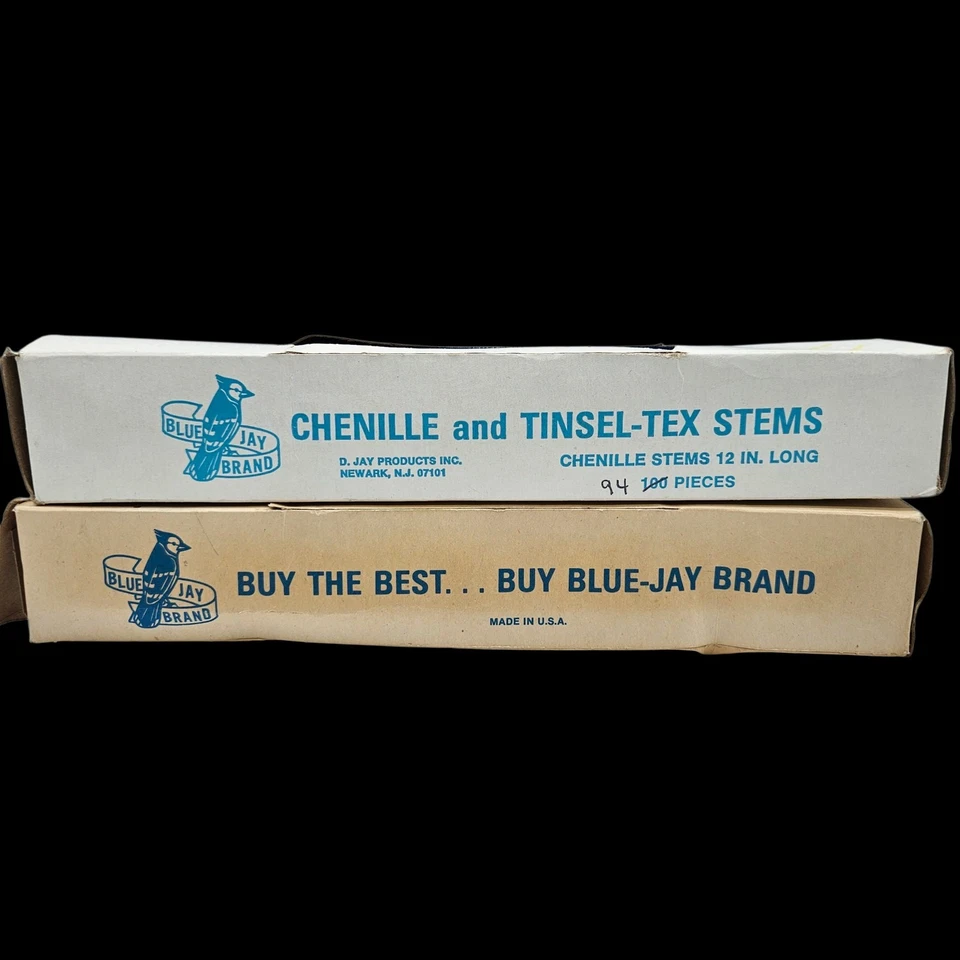 BLUE JAY BRAND
CHENILLE and TINSEL-TEX STEMS
D. JAY PRODUCTS INC.
NEWARK, N.J. 07101
CHENILLE STEMS 12 IN. LONG
94 100 PIECES
BLUE JAY BRAND
BUY THE BEST... BUY BLUE-JAY BRAND
MADE IN U.S.A.